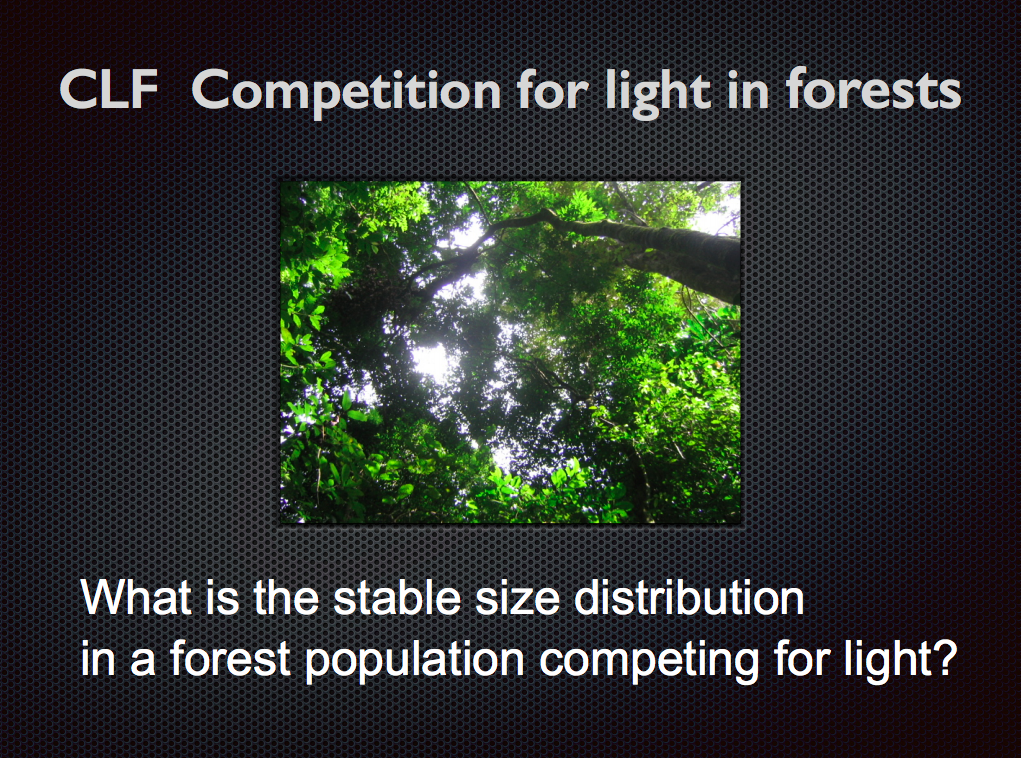 CLF Competition for light in forests
What is the stable size distribution
in a forest population competing for light?